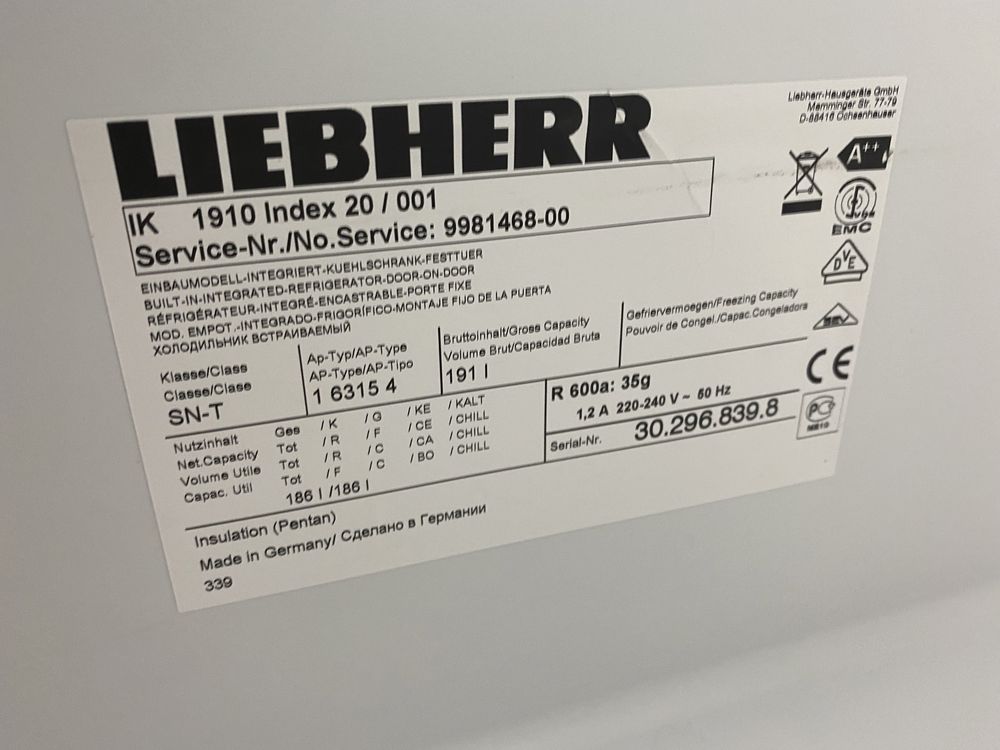 Liebherr-Hausgeräte GmbH
Memminger Str. 77-79
D-88416 Ochsenhausen
LIEBHERR
IK 1910 Index 20 / 001
Service-Nr./No.Service: 9981468-00
A++
EMC
DVE
EINBAUMODELL-INTEGRIERT-KUEHLSCHRANK-FESTTUER
BUILT-IN-INTEGRATED-REFRIGERATOR-DOOR-ON-DOOR
RÉFRIGÉRATEUR-INTEGRÉ-ENCASTRABLE-PORTE FIXE
MOD. EMPOT.-INTEGRADO-FRIGORÍFICO-MONTAJE FIJO DE LA PUERTA
ХОЛОДИЛЬНИК ВСТРАИВАЕМЫЙ
Klasse/Class
Classe/Clase
SN-T
Ap-Typ/AP-Type
AP-Type/AP-Tipo
1 6315 4
Bruttoinhalt/Gross Capacity
Volume Brut/Capacidad Bruta
191 l
Gefriervermoegen/Freezing Capacity
Pouvoir de Congel./Capac.Congeladora
SEV
CE
Nutzinhalt Ges / K / G / KE / KALT
Net.Capacity Tot / R / F / CE / CHILL
Volume Utile Tot / R / C / CA / CHILL
Capac. Util Tot / F / C / BO / CHILL
186 l /186 l
R 600a: 35g
1,2 A 220-240 V ~ 50 Hz
Serial-Nr. 30.296.839.8
Insulation (Pentan)
Made in Germany/ Сделано в Германии
339